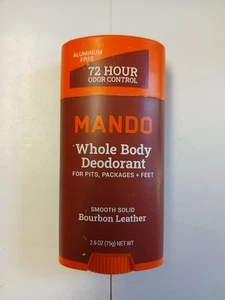 ALUMINUM
FREE
72 HOUR
ODOR CONTROL
MANDO
Whole Body
Deodorant
FOR PITS, PACKAGES + FEET
SMOOTH SOLID
Bourbon Leather
2.6 OZ (75g) NET WT